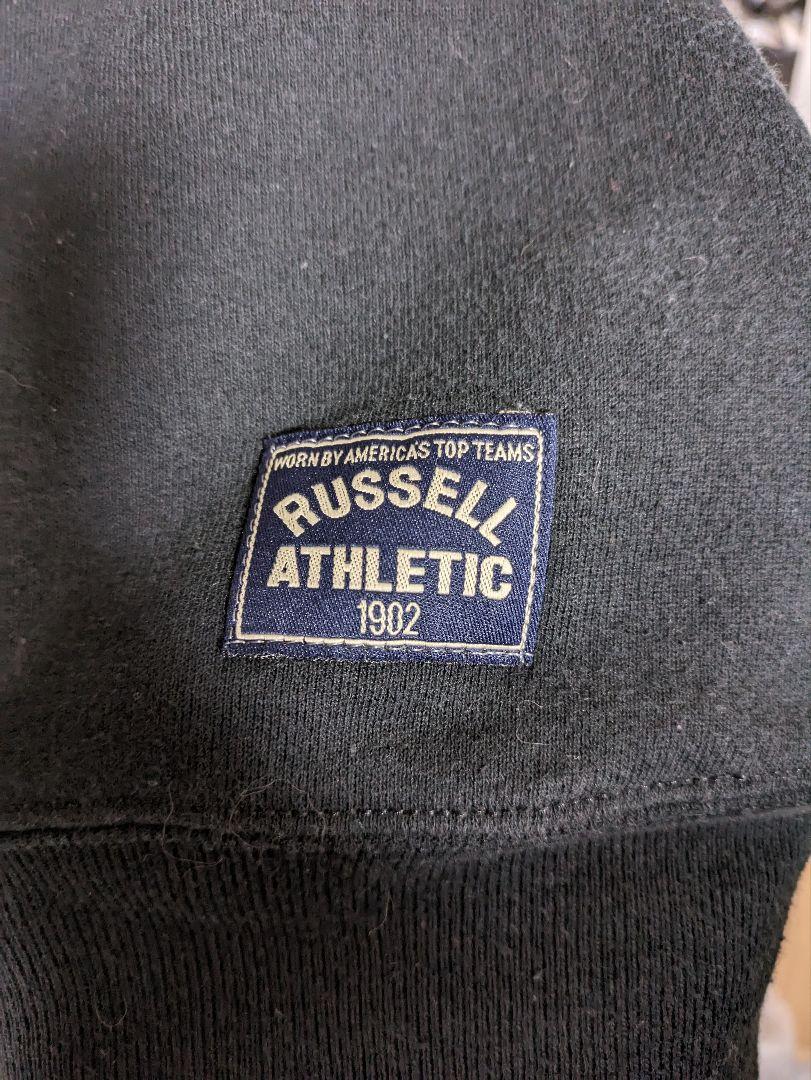 WORN BY AMERICA'S TOP TEAMS
RUSSELL
ATHLETIC
1902